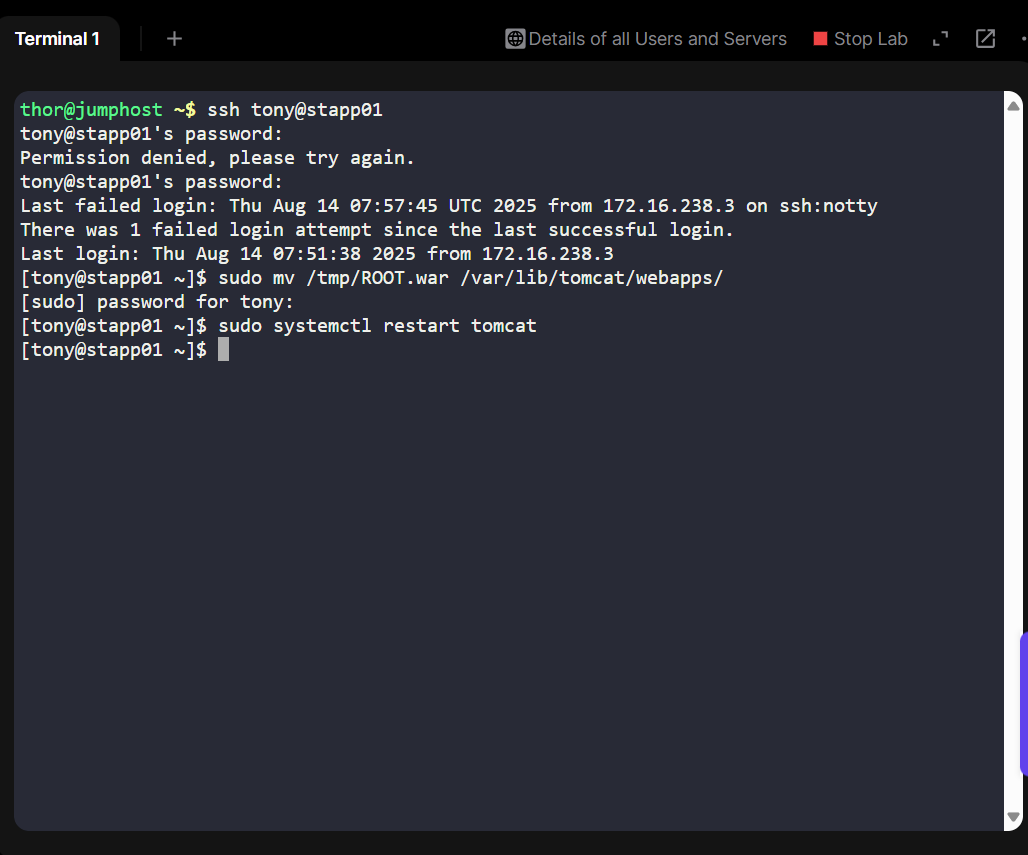 Terminal 1
+
Details of all Users and Servers
Stop Lab
thor@jumphost ~$ ssh tony@stapp01
tony@stapp01's password:
Permission denied, please try again.
tony@stapp01's password:
Last failed login: Thu Aug 14 07:57:45 UTC 2025 from 172.16.238.3 on ssh:notty
There was 1 failed login attempt since the last successful login.
Last login: Thu Aug 14 07:51:38 2025 from 172.16.238.3
[tony@stapp01 ~]$ sudo mv /tmp/ROOT.war /var/lib/tomcat/webapps/
[sudo] password for tony:
[tony@stapp01 ~]$ sudo systemctl restart tomcat
[tony@stapp01 ~]$